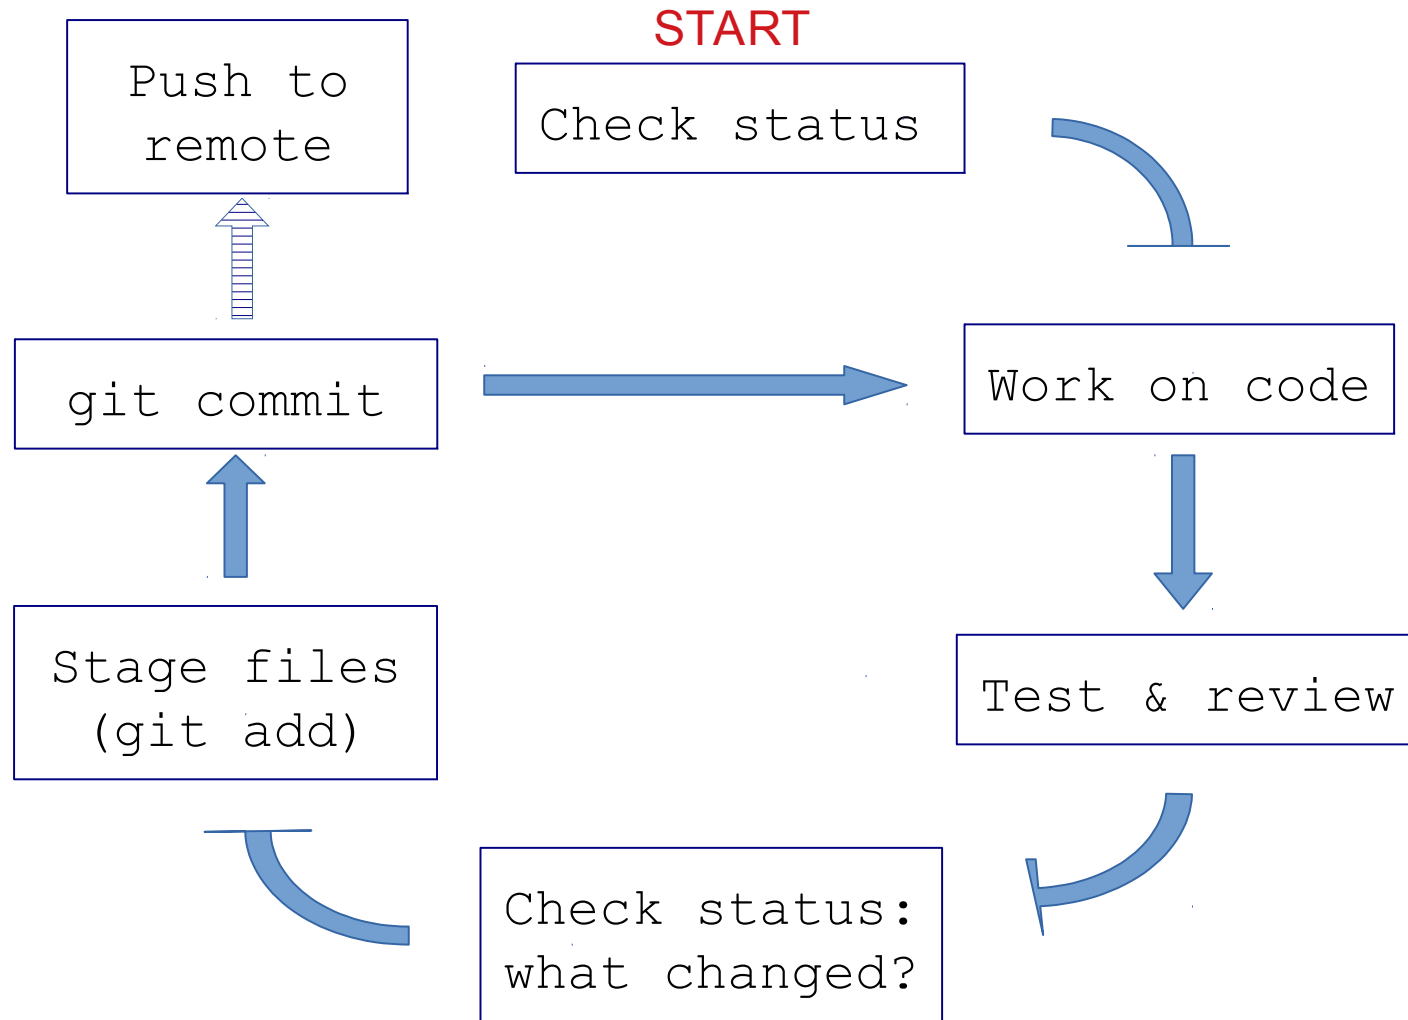 START
Check status
Work on code
Test & review
Check status:
what changed?
Stage files
(git add)
git commit
Push to
remote